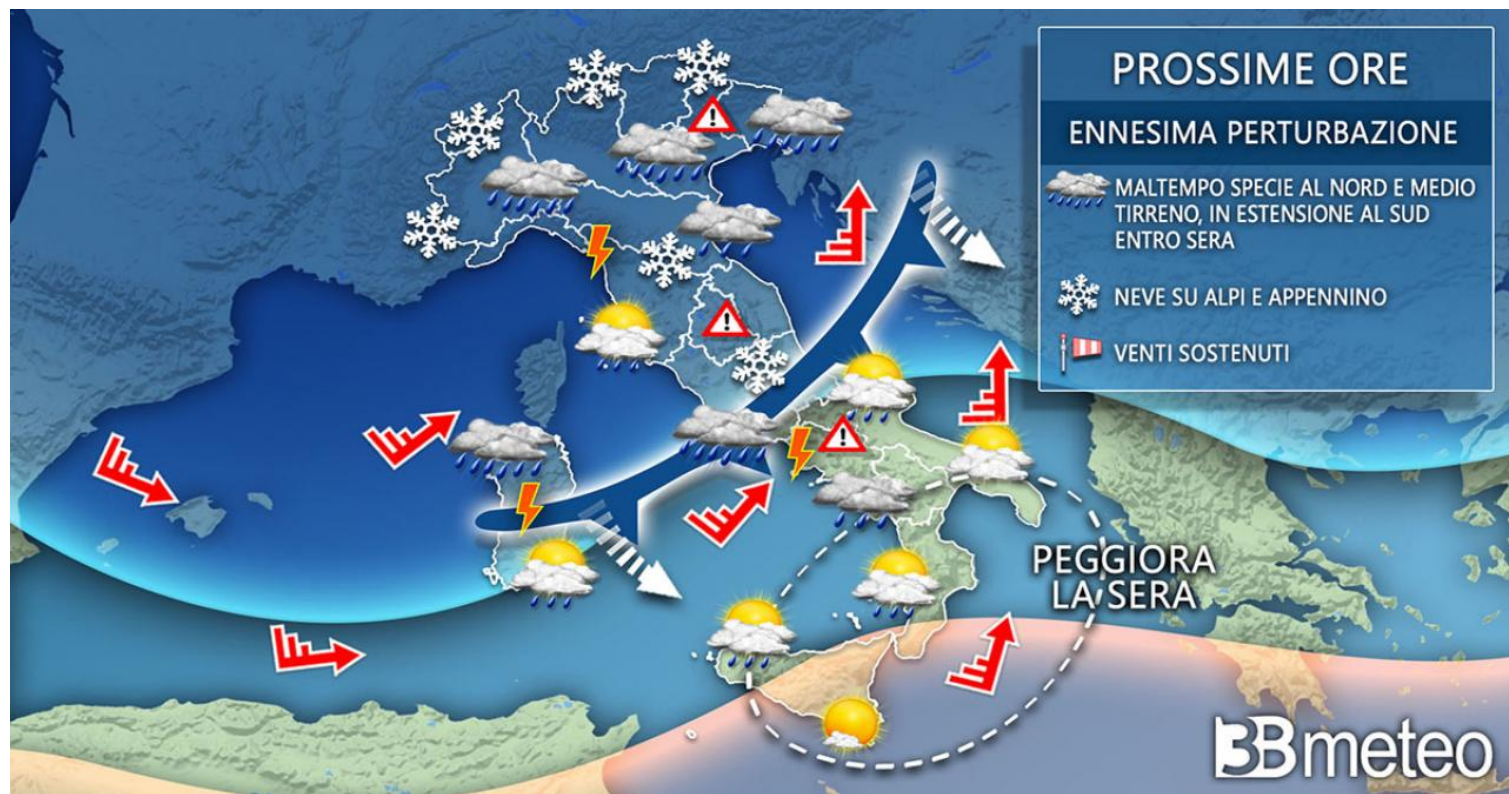 PROSSIME ORE
ENNESIMA PERTURBAZIONE
MALTEMPO SPECIE AL NORD E MEDIO
TIRRENO, IN ESTENSIONE AL SUD
ENTRO SERA
NEVE SU ALPI E APPENNINO
VENTI SOSTENUTI
PEGGIORA
LA SERA
3Bmeteo